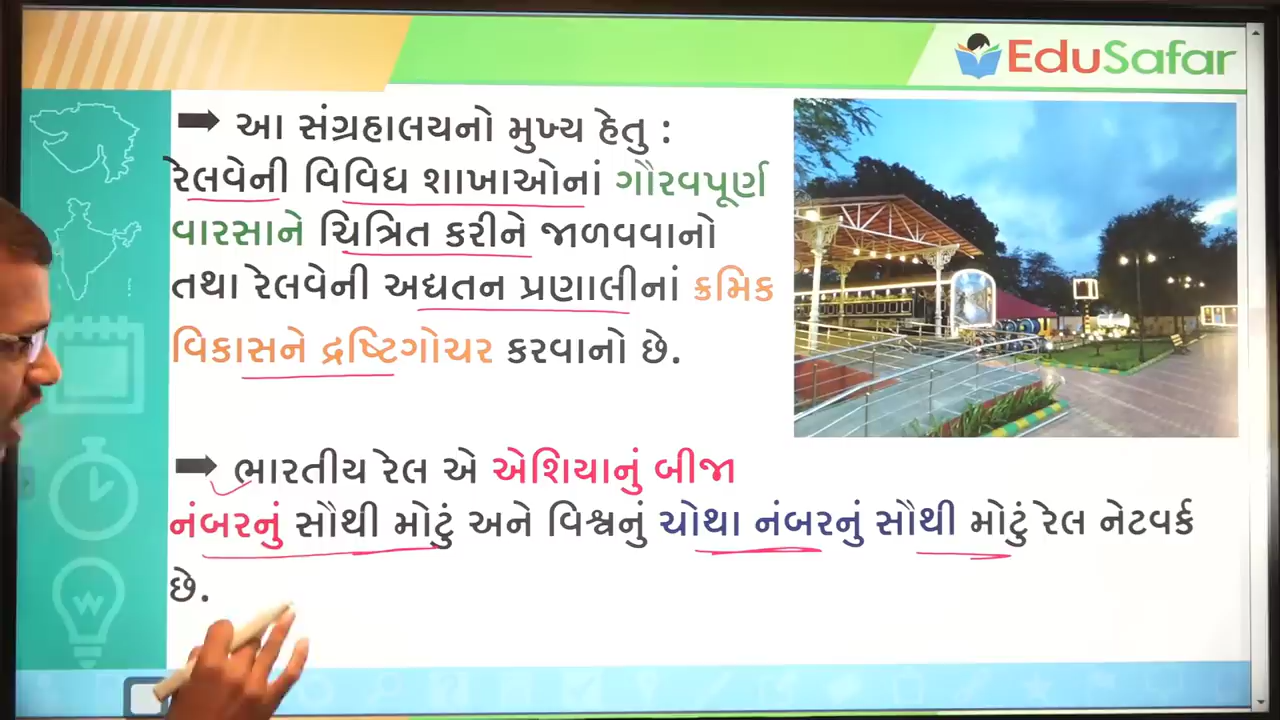 EduSafar
આ સંગ્રહાલયનો મુખ્ય હેતુ :
રેલવેની વિવિધ શાખાઓનાં ગૌરવપૂર્ણ
વારસાને ચિત્રિત કરીને જાળવવાનો
તથા રેલવેની અદ્યતન પ્રણાલીનાં ક્રમિક
વિકાસને દ્રષ્ટિગોચર કરવાનો છે.
ભારતીય રેલ એ એશિયાનું બીજા
નંબરનું સૌથી મોટું અને વિશ્વનું ચોથા નંબરનું સૌથી મોટું રેલ નેટવર્ક
છે.